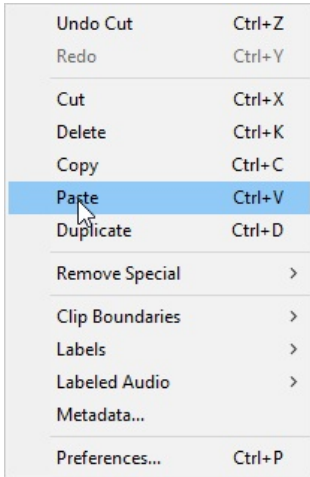 Undo Cut Ctrl+Z
Redo Ctrl+Y
Cut Ctrl+X
Delete Ctrl+K
Copy Ctrl+C
Paste Ctrl+V
Duplicate Ctrl+D
Remove Special >
Clip Boundaries >
Labels >
Labeled Audio >
Metadata...
Preferences... Ctrl+P